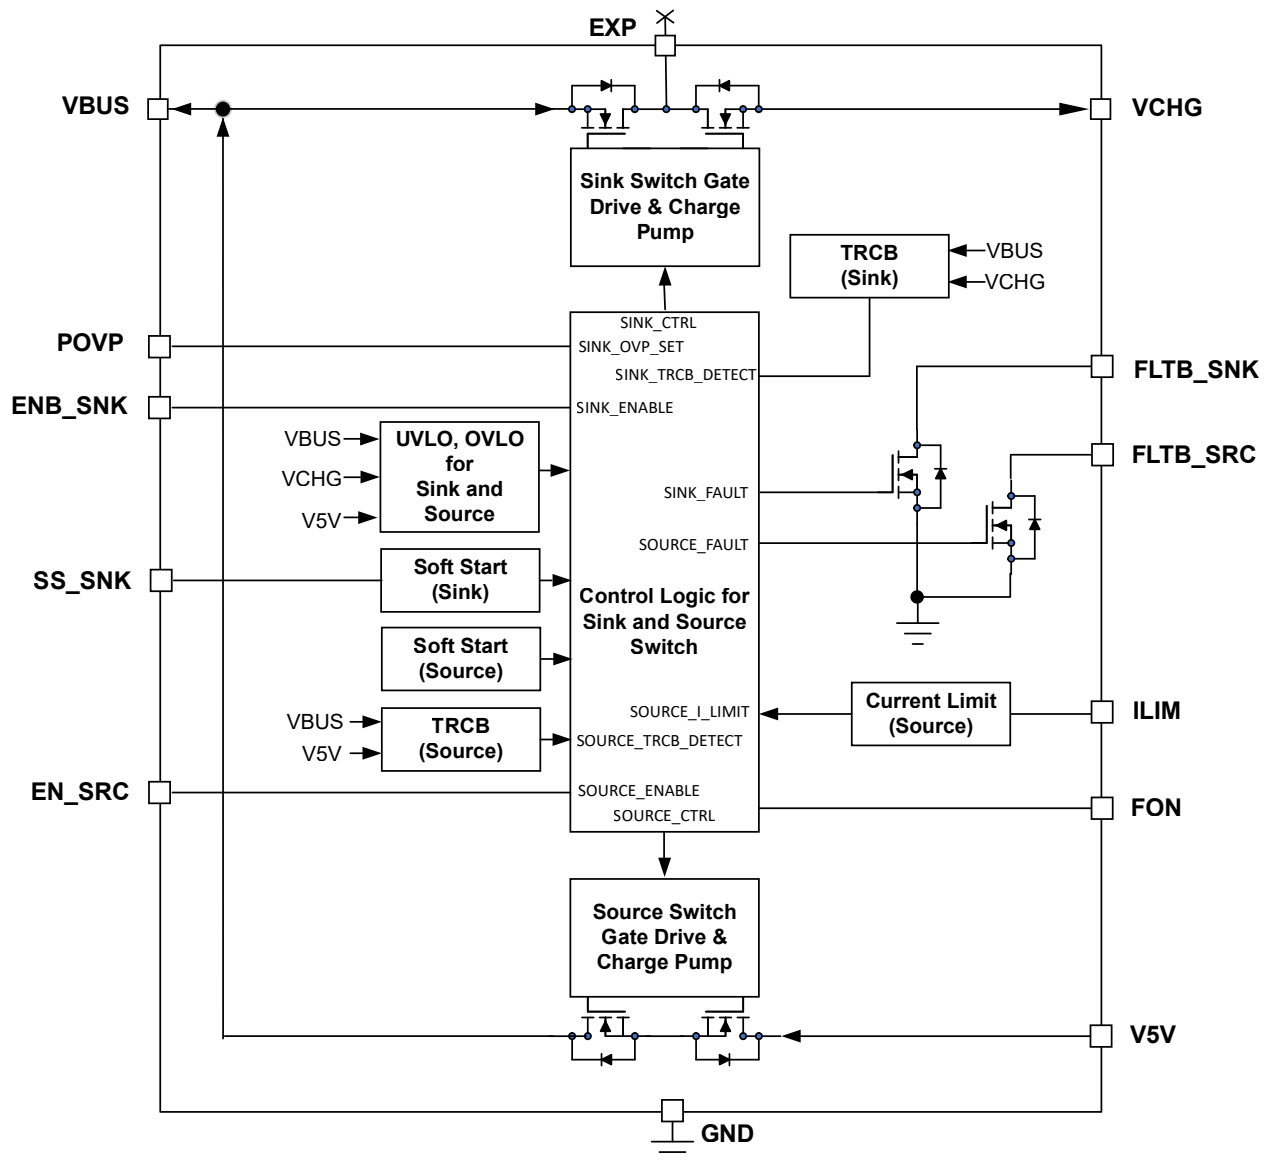 EXP
VBUS
VCHG
Sink Switch Gate
Drive & Charge
Pump
TRCB
(Sink)
VBUS
VCHG
SINK_CTRL
POVP
SINK_OVP_SET
SINK_TRCB_DETECT
FLTB_SNK
ENB_SNK
SINK_ENABLE
VBUS
VCHG
V5V
UVLO, OVLO
for
Sink and
Source
FLTB_SRC
SINK_FAULT
SOURCE_FAULT
SS_SNK
Soft Start
(Sink)
Control Logic for
Sink and Source
Switch
Soft Start
(Source)
VBUS
V5V
TRCB
(Source)
SOURCE_I_LIMIT
SOURCE_TRCB_DETECT
Current Limit
(Source)
ILIM
EN_SRC
SOURCE_ENABLE
SOURCE_CTRL
FON
Source Switch
Gate Drive &
Charge Pump
V5V
GND